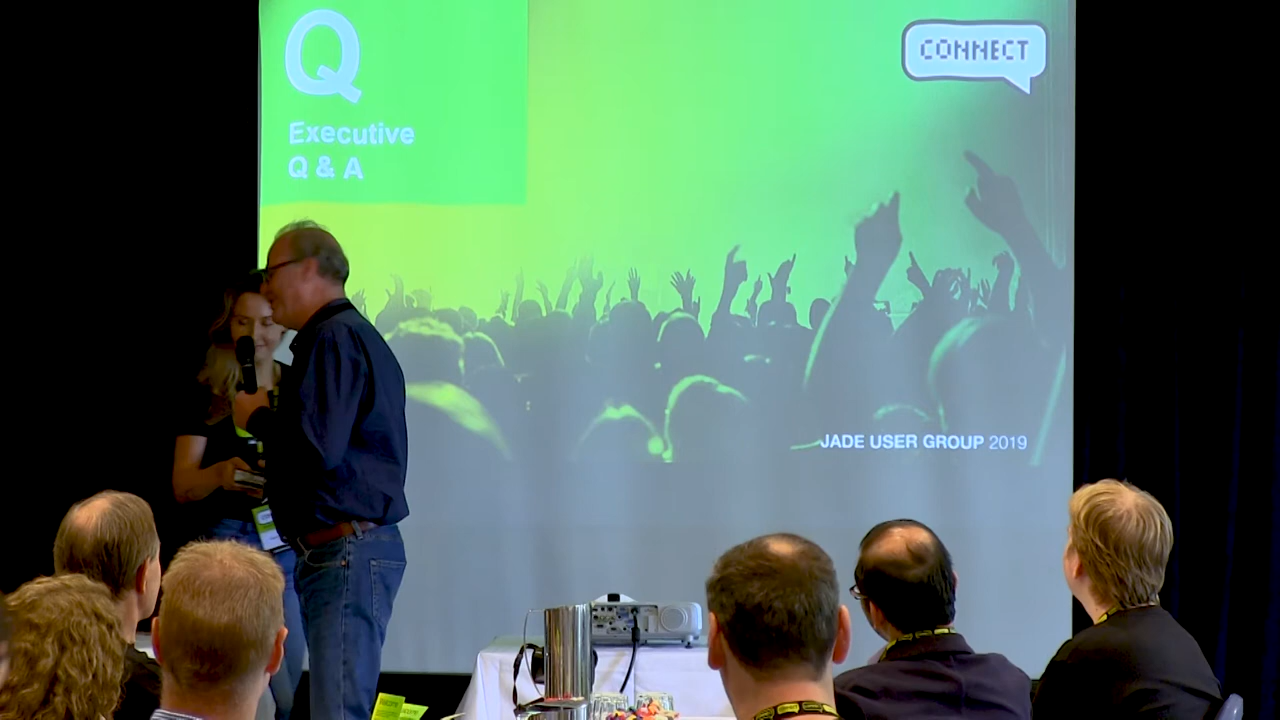 Q
CONNECT
Executive
Q & A
JADE USER GROUP 2019